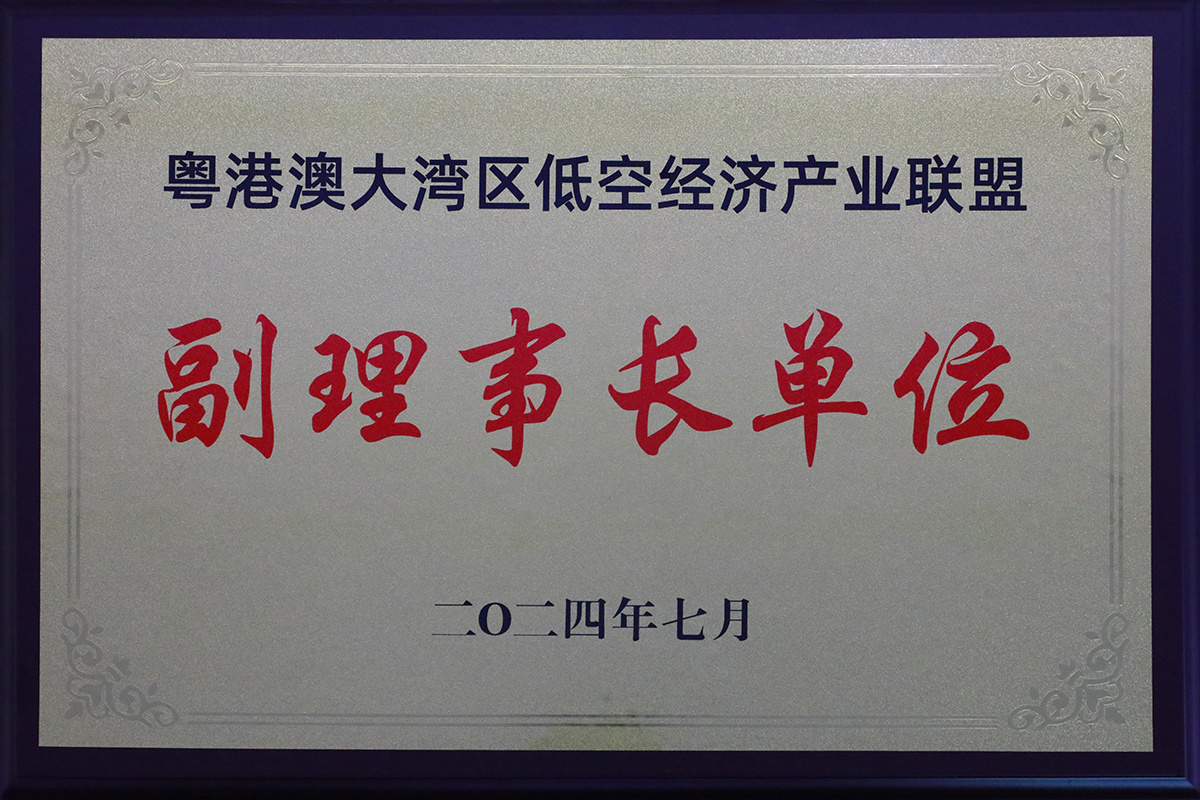 粤港澳大湾区低空经济产业联盟
副理事长单位
二O二四年七月